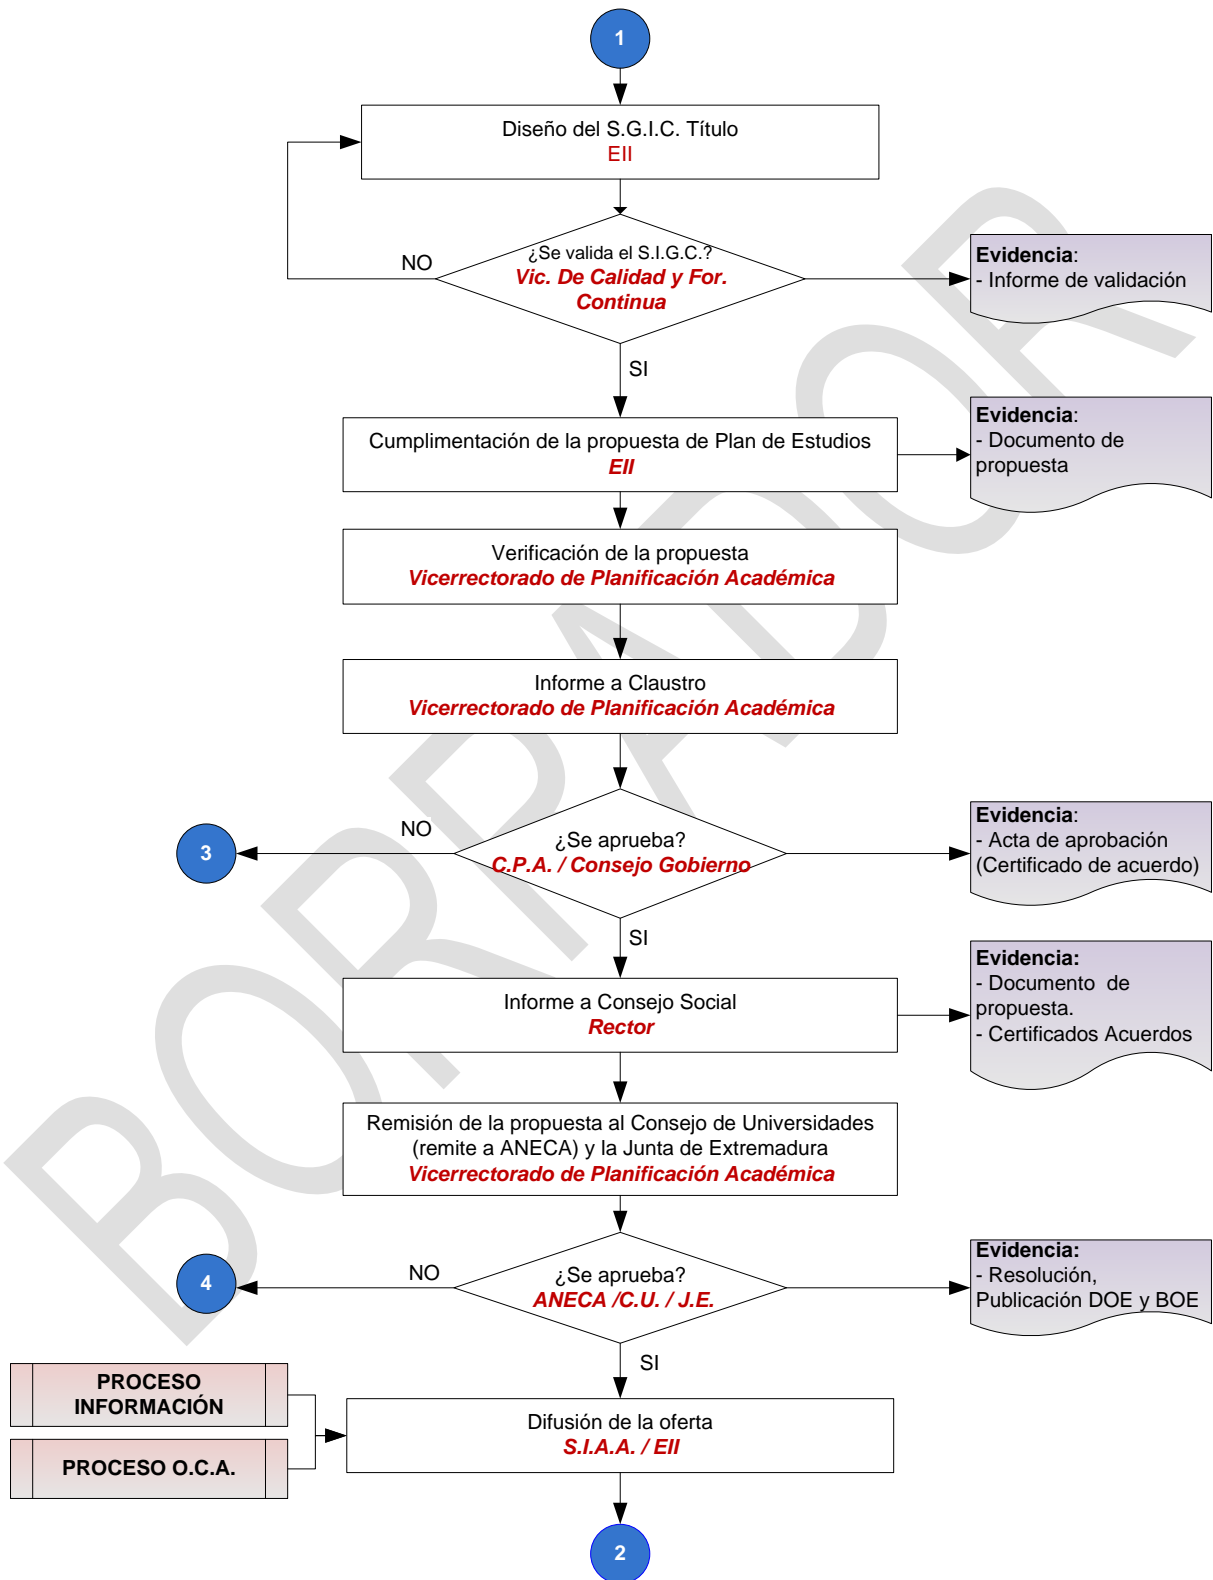 1
Diseño del S.G.I.C. Título
EII
¿Se valida el S.I.G.C.?
Vic. De Calidad y For.
Continua
NO
Evidencia:
- Informe de validación
SI
Cumplimentación de la propuesta de Plan de Estudios
EII
Evidencia:
- Documento de
propuesta
Verificación de la propuesta
Vicerrectorado de Planificación Académica
Informe a Claustro
Vicerrectorado de Planificación Académica
NO
3
¿Se aprueba?
C.P.A. / Consejo Gobierno
Evidencia:
- Acta de aprobación
(Certificado de acuerdo)
SI
Informe a Consejo Social
Rector
Evidencia:
- Documento de
propuesta.
- Certificados Acuerdos
Remisión de la propuesta al Consejo de Universidades
(remite a ANECA) y la Junta de Extremadura
Vicerrectorado de Planificación Académica
NO
4
¿Se aprueba?
ANECA /C.U. / J.E.
Evidencia:
- Resolución,
Publicación DOE y BOE
SI
PROCESO
INFORMACIÓN
PROCESO O.C.A.
Difusión de la oferta
S.I.A.A. / EII
2
BORRADOR